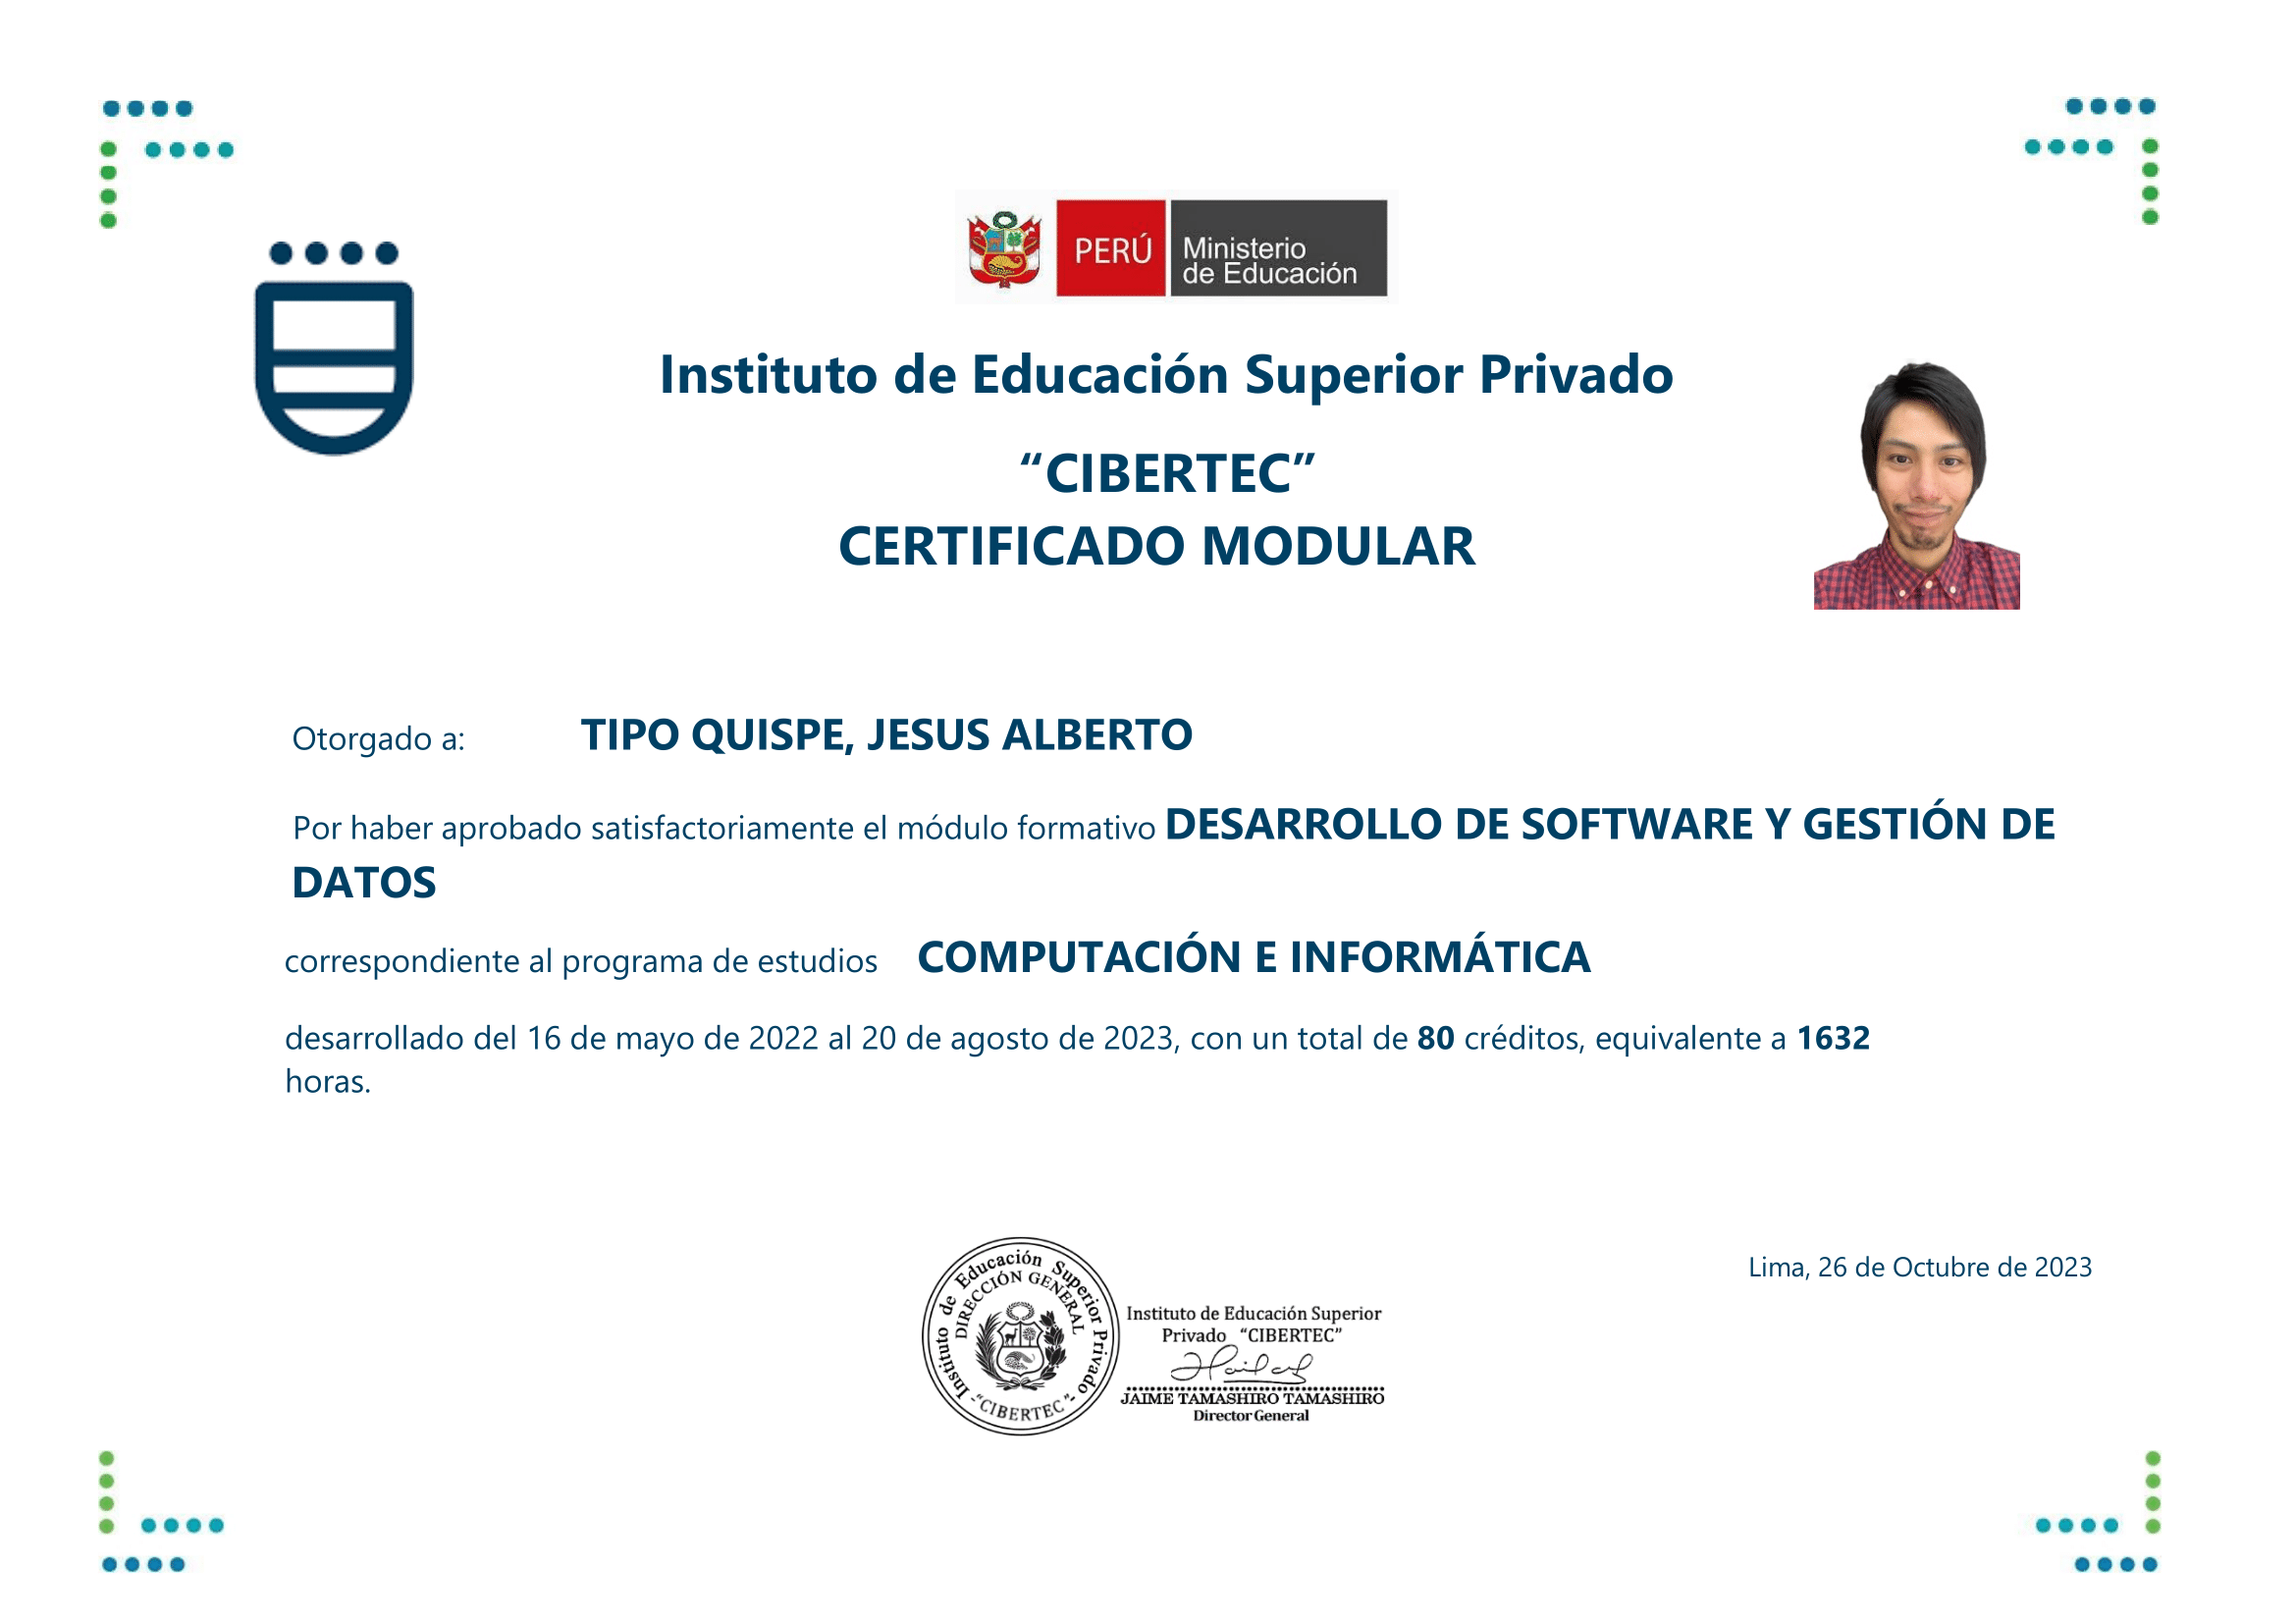 PERÚ
Ministerio
de Educación
Instituto de Educación Superior Privado
“CIBERTEC”
CERTIFICADO MODULAR
Otorgado a: TIPO QUISPE, JESUS ALBERTO
Por haber aprobado satisfactoriamente el módulo formativo DESARROLLO DE SOFTWARE Y GESTIÓN DE
DATOS
correspondiente al programa de estudios COMPUTACIÓN E INFORMÁTICA
desarrollado del 16 de mayo de 2022 al 20 de agosto de 2023, con un total de 80 créditos, equivalente a 1632
horas.
Lima, 26 de Octubre de 2023
Instituto de Educación Superior Privado
DIRECCIÓN GENERAL
-“CIBERTEC”-
Instituto de Educación Superior
Privado “CIBERTEC”
JAIME TAMASHIRO TAMASHIRO
Director General